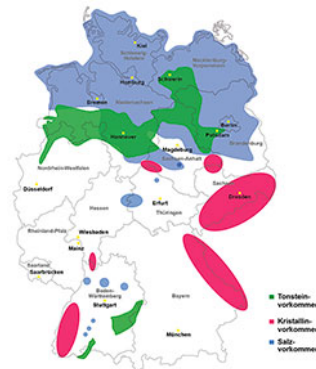 Kiel
Schleswig-
Holstein
Mecklenburg-
Vorpommern
Schwerin
Hamburg
Bremen
Niedersachsen
Berlin
Hannover
Potsdam
Brandenburg
Magdeburg
Sachsen-Anhalt
Nordrhein-Westfalen
Düsseldorf
Sachsen
Dresden
Hessen
Erfurt
Thüringen
Rheinland-Pfalz
Wiesbaden
Mainz
Saarland
Saarbrücken
Baden-
Württemberg
Stuttgart
Bayern
München
Tonstein-
vorkommen
Kristallin-
vorkommen
Salz-
vorkommen